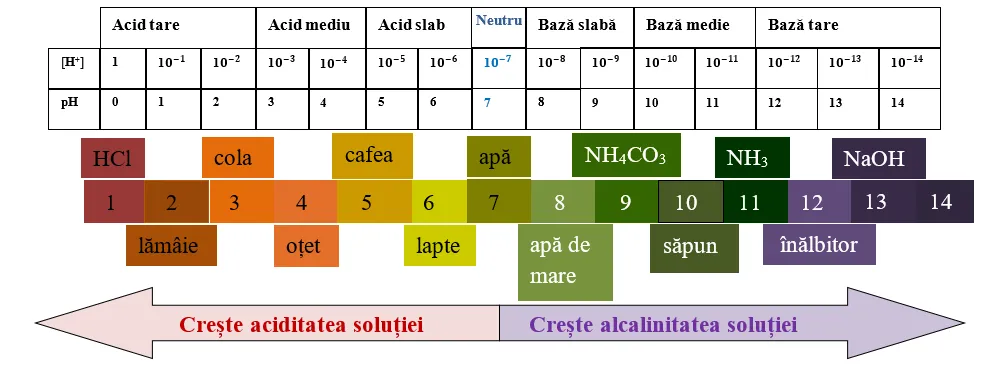 Acid tare Acid mediu Acid slab Neutru Bază slabă Bază medie Bază tare
[H⁺] 1 10⁻¹ 10⁻² 10⁻³ 10⁻⁴ 10⁻⁵ 10⁻⁶ 10⁻⁷ 10⁻⁸ 10⁻⁹ 10⁻¹⁰ 10⁻¹¹ 10⁻¹² 10⁻¹³ 10⁻¹⁴
pH 0 1 2 3 4 5 6 7 8 9 10 11 12 13 14
HCl cola cafea apă NH₄CO₃ NH₃ NaOH
1 2 3 4 5 6 7 8 9 10 11 12 13 14
lămâie oțet lapte apă de săpun înălbitor
mare
Crește aciditatea soluției Crește alcalinitatea soluției